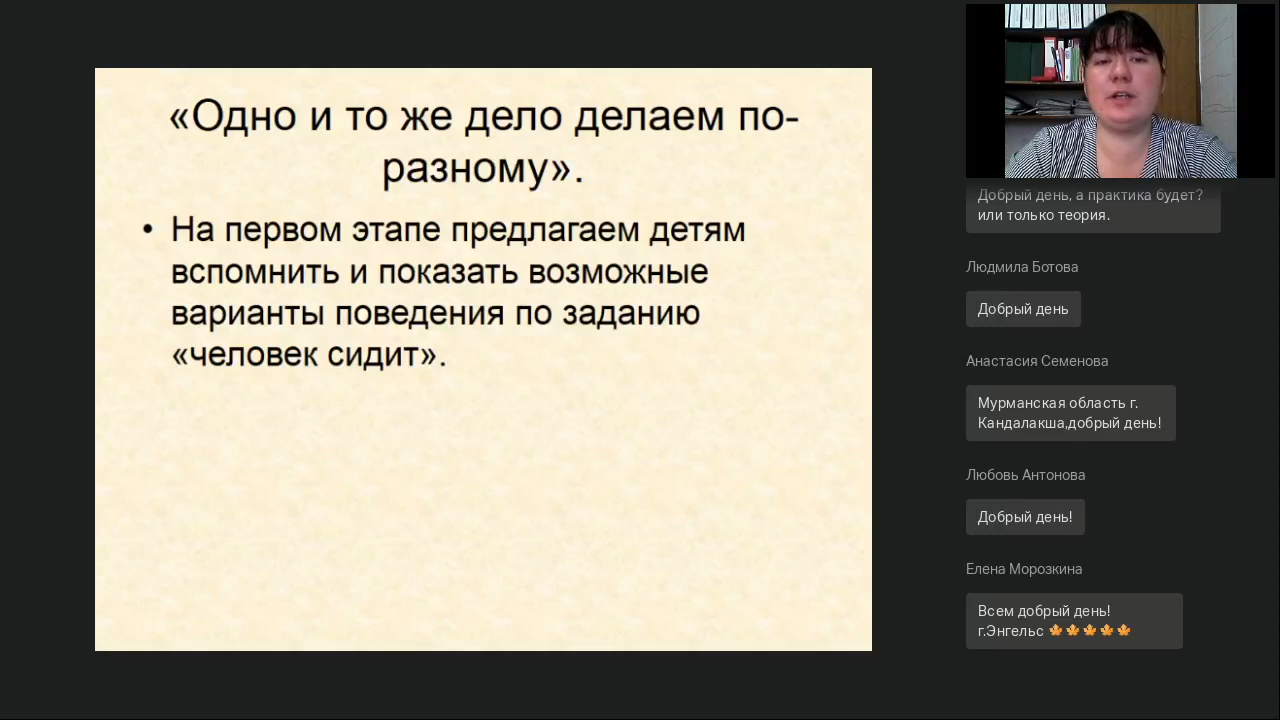 «Одно и то же дело делаем по-
разному».
• На первом этапе предлагаем детям
вспомнить и показать возможные
варианты поведения по заданию
«человек сидит».
Добрый день, а практика будет?
или только теория.
Людмила Ботова
Добрый день
Анастасия Семенова
Мурманская область г.
Кандалакша,добрый день!
Любовь Антонова
Добрый день!
Елена Морозкина
Всем добрый день!
г.Энгельс 🍁🍁🍁🍁🍁